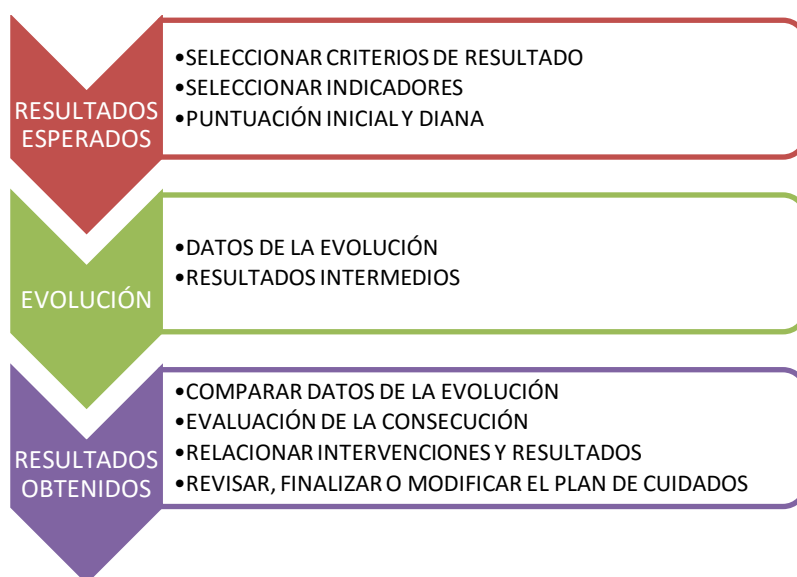 RESULTADOS
ESPERADOS
•SELECCIONAR CRITERIOS DE RESULTADO
•SELECCIONAR INDICADORES
•PUNTUACIÓN INICIAL Y DIANA
EVOLUCIÓN
•DATOS DE LA EVOLUCIÓN
•RESULTADOS INTERMEDIOS
RESULTADOS
OBTENIDOS
•COMPARAR DATOS DE LA EVOLUCIÓN
•EVALUACIÓN DE LA CONSECUCIÓN
•RELACIONAR INTERVENCIONES Y RESULTADOS
•REVISAR, FINALIZAR O MODIFICAR EL PLAN DE CUIDADOS